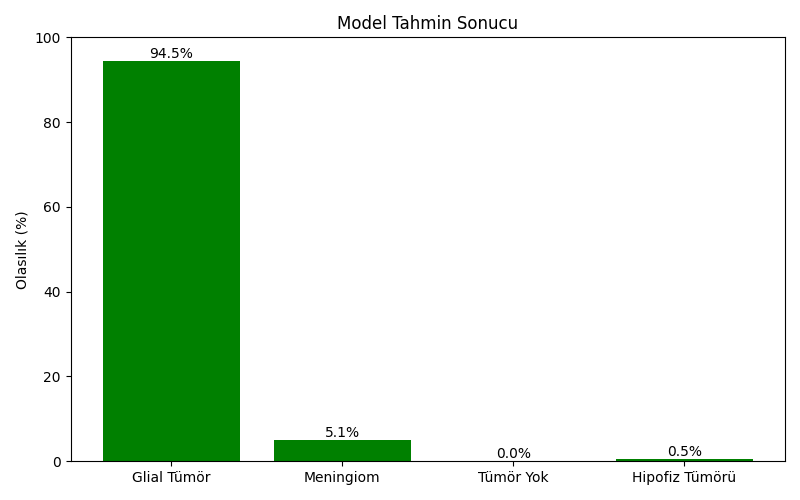 Model Tahmin Sonucu
100
80
60
40
20
0
Olasılık (%)
94.5%
5.1%
0.0%
0.5%
Glial Tümör
Meningiom
Tümör Yok
Hipofiz Tümörü